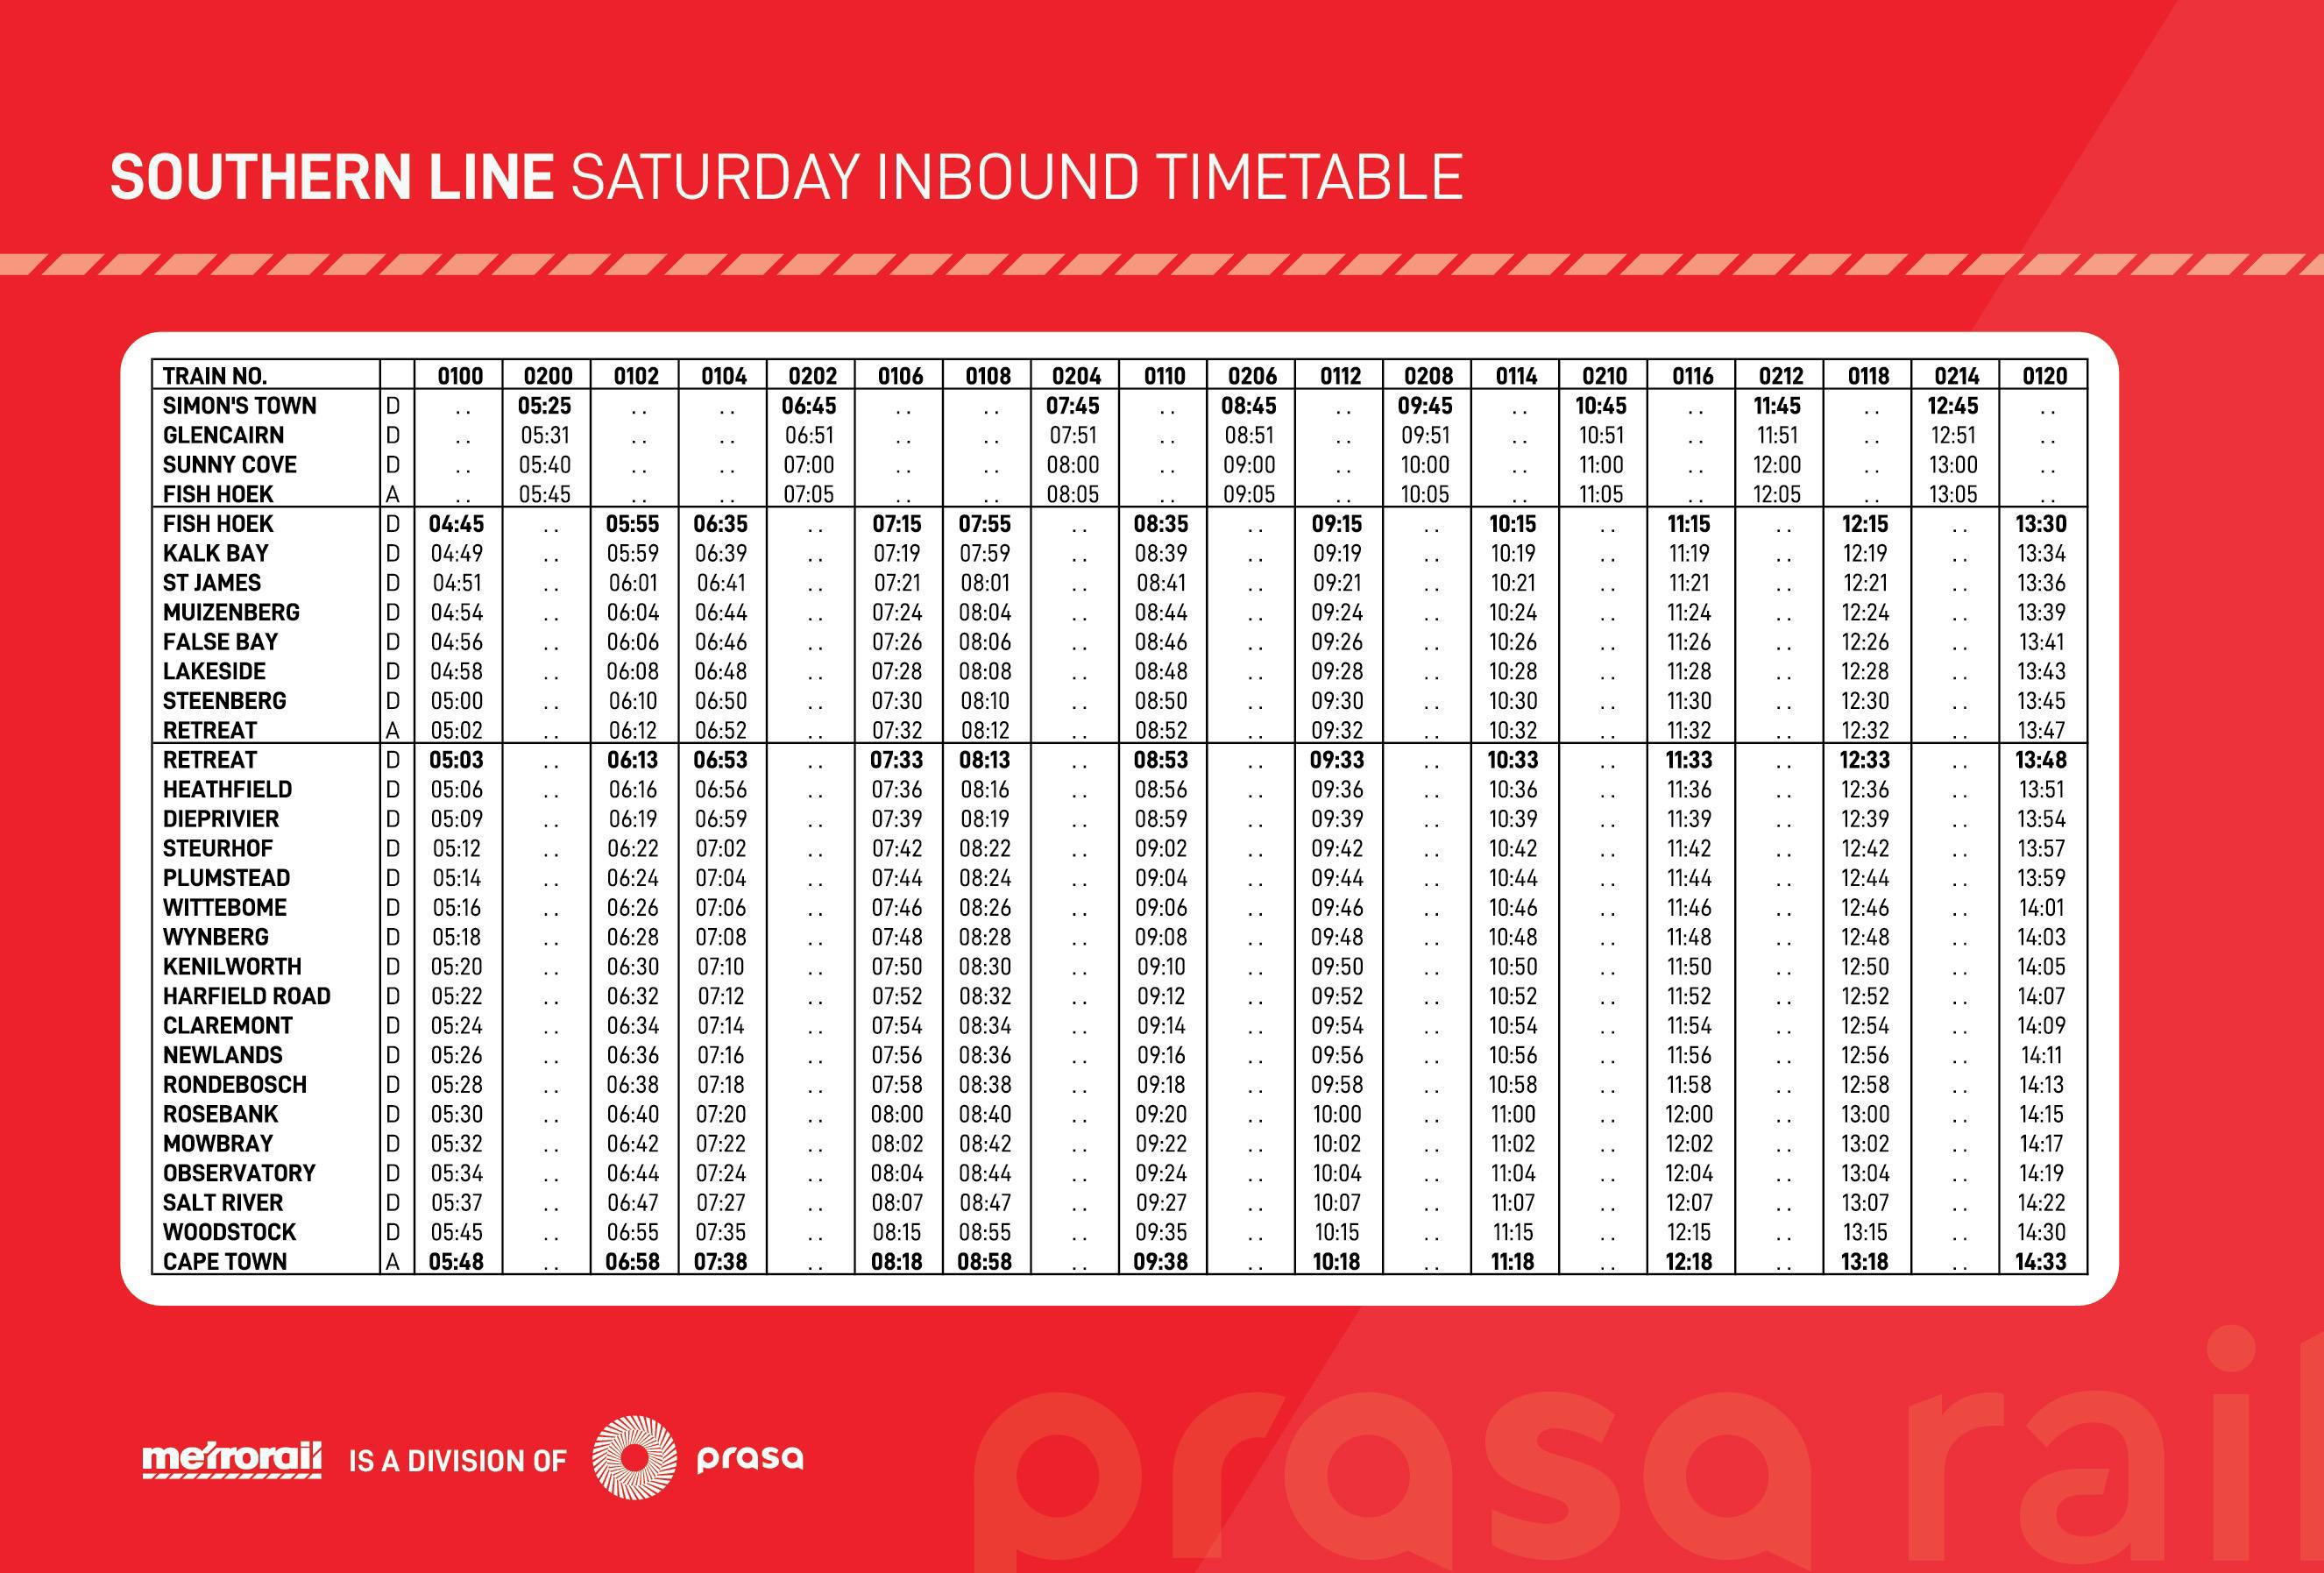 SOUTHERN LINE SATURDAY INBOUND TIMETABLE
TRAIN NO. 0100 0200 0102 0104 0202 0106 0108 0204 0110 0206 0112 0208 0114 0210 0116 0212 0118 0214 0120
SIMON'S TOWN D .. 05:25 .. .. 06:45 .. .. 07:45 .. 08:45 .. 09:45 .. 10:45 .. 11:45 .. 12:45 ..
GLENCAIRN D .. 05:31 .. .. 06:51 .. .. 07:51 .. 08:51 .. 09:51 .. 10:51 .. 11:51 .. 12:51 ..
SUNNY COVE D .. 05:40 .. .. 07:00 .. .. 08:00 .. 09:00 .. 10:00 .. 11:00 .. 12:00 .. 13:00 ..
FISH HOEK A .. 05:45 .. .. 07:05 .. .. 08:05 .. 09:05 .. 10:05 .. 11:05 .. 12:05 .. 13:05 ..
FISH HOEK D 04:45 .. 05:55 06:35 .. 07:15 07:55 .. 08:35 .. 09:15 .. 10:15 .. 11:15 .. 12:15 .. 13:30
KALK BAY D 04:49 .. 05:59 06:39 .. 07:19 07:59 .. 08:39 .. 09:19 .. 10:19 .. 11:19 .. 12:19 .. 13:34
ST JAMES D 04:51 .. 06:01 06:41 .. 07:21 08:01 .. 08:41 .. 09:21 .. 10:21 .. 11:21 .. 12:21 .. 13:36
MUIZENBERG D 04:54 .. 06:04 06:44 .. 07:24 08:04 .. 08:44 .. 09:24 .. 10:24 .. 11:24 .. 12:24 .. 13:39
FALSE BAY D 04:56 .. 06:06 06:46 .. 07:26 08:06 .. 08:46 .. 09:26 .. 10:26 .. 11:26 .. 12:26 .. 13:41
LAKESIDE D 04:58 .. 06:08 06:48 .. 07:28 08:08 .. 08:48 .. 09:28 .. 10:28 .. 11:28 .. 12:28 .. 13:43
STEENBERG D 05:00 .. 06:10 06:50 .. 07:30 08:10 .. 08:50 .. 09:30 .. 10:30 .. 11:30 .. 12:30 .. 13:45
RETREAT A 05:02 .. 06:12 06:52 .. 07:32 08:12 .. 08:52 .. 09:32 .. 10:32 .. 11:32 .. 12:32 .. 13:47
RETREAT D 05:03 .. 06:13 06:53 .. 07:33 08:13 .. 08:53 .. 09:33 .. 10:33 .. 11:33 .. 12:33 .. 13:48
HEATHFIELD D 05:06 .. 06:16 06:56 .. 07:36 08:16 .. 08:56 .. 09:36 .. 10:36 .. 11:36 .. 12:36 .. 13:51
DIEPRIVIER D 05:09 .. 06:19 06:59 .. 07:39 08:19 .. 08:59 .. 09:39 .. 10:39 .. 11:39 .. 12:39 .. 13:54
STEURHOF D 05:12 .. 06:22 07:02 .. 07:42 08:22 .. 09:02 .. 09:42 .. 10:42 .. 11:42 .. 12:42 .. 13:57
PLUMSTEAD D 05:14 .. 06:24 07:04 .. 07:44 08:24 .. 09:04 .. 09:44 .. 10:44 .. 11:44 .. 12:44 .. 13:59
WITTEBOME D 05:16 .. 06:26 07:06 .. 07:46 08:26 .. 09:06 .. 09:46 .. 10:46 .. 11:46 .. 12:46 .. 14:01
WYNBERG D 05:18 .. 06:28 07:08 .. 07:48 08:28 .. 09:08 .. 09:48 .. 10:48 .. 11:48 .. 12:48 .. 14:03
KENILWORTH D 05:20 .. 06:30 07:10 .. 07:50 08:30 .. 09:10 .. 09:50 .. 10:50 .. 11:50 .. 12:50 .. 14:05
HARFIELD ROAD D 05:22 .. 06:32 07:12 .. 07:52 08:32 .. 09:12 .. 09:52 .. 10:52 .. 11:52 .. 12:52 .. 14:07
CLAREMONT D 05:24 .. 06:34 07:14 .. 07:54 08:34 .. 09:14 .. 09:54 .. 10:54 .. 11:54 .. 12:54 .. 14:09
NEWLANDS D 05:26 .. 06:36 07:16 .. 07:56 08:36 .. 09:16 .. 09:56 .. 10:56 .. 11:56 .. 12:56 .. 14:11
RONDEBOSCH D 05:28 .. 06:38 07:18 .. 07:58 08:38 .. 09:18 .. 09:58 .. 10:58 .. 11:58 .. 12:58 .. 14:13
ROSEBANK D 05:30 .. 06:40 07:20 .. 08:00 08:40 .. 09:20 .. 10:00 .. 11:00 .. 12:00 .. 13:00 .. 14:15
MOWBRAY D 05:32 .. 06:42 07:22 .. 08:02 08:42 .. 09:22 .. 10:02 .. 11:02 .. 12:02 .. 13:02 .. 14:17
OBSERVATORY D 05:34 .. 06:44 07:24 .. 08:04 08:44 .. 09:24 .. 10:04 .. 11:04 .. 12:04 .. 13:04 .. 14:19
SALT RIVER D 05:37 .. 06:47 07:27 .. 08:07 08:47 .. 09:27 .. 10:07 .. 11:07 .. 12:07 .. 13:07 .. 14:22
WOODSTOCK D 05:45 .. 06:55 07:35 .. 08:15 08:55 .. 09:35 .. 10:15 .. 11:15 .. 12:15 .. 13:15 .. 14:30
CAPE TOWN A 05:48 .. 06:58 07:38 .. 08:18 08:58 .. 09:38 .. 10:18 .. 11:18 .. 12:18 .. 13:18 .. 14:33
metrorail IS A DIVISION OF prasa
prasa rail